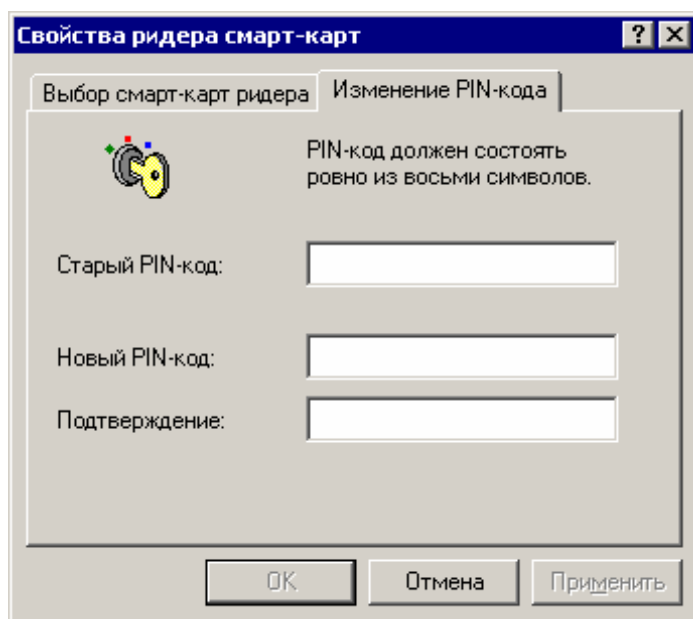 Свойства ридера смарт-карт
Выбор смарт-карт ридера
Изменение PIN-кода
PIN-код должен состоять
ровно из восьми символов.
Старый PIN-код:
Новый PIN-код:
Подтверждение:
OK
Отмена
Применить